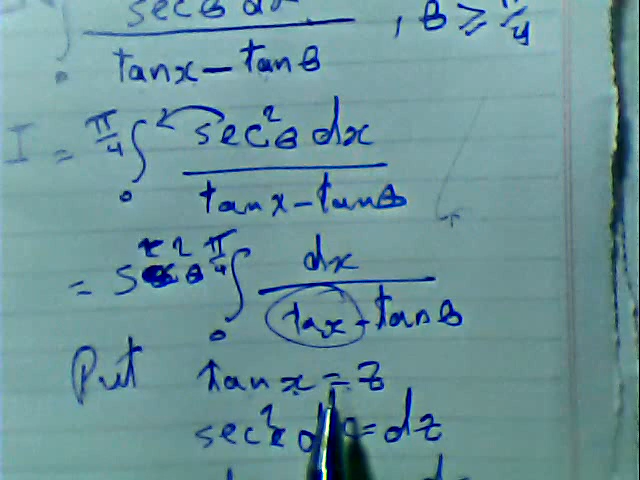 sec²θ dx
tanx − tanθ , θ ≥ π/4
I = ∫₀^(π/4) sec²θ dx
tanx − tanθ
= sec²θ ∫₀^(π/4) dx
tax − tanθ
Put tanx = z
sec²x dx = dz